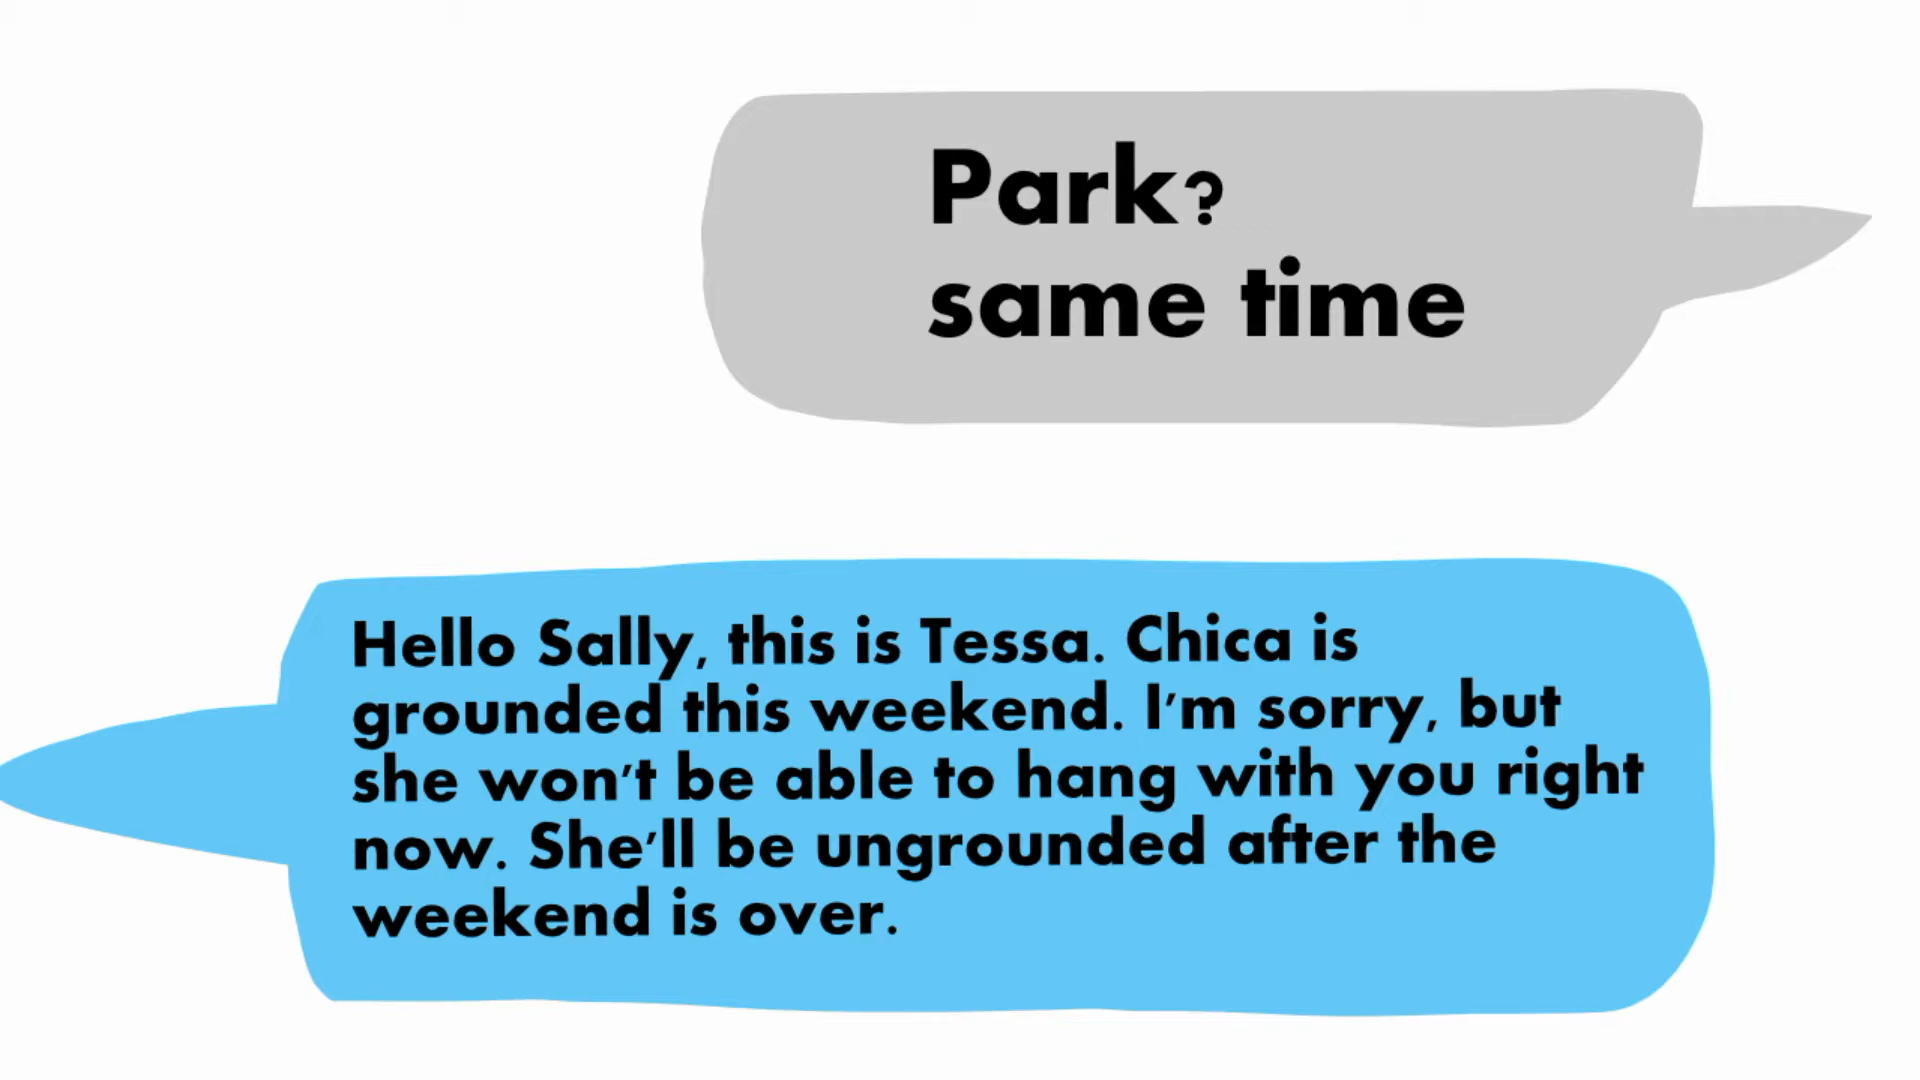 Park?
same time
Hello Sally, this is Tessa. Chica is
grounded this weekend. I'm sorry, but
she won't be able to hang with you right
now. She'll be ungrounded after the
weekend is over.